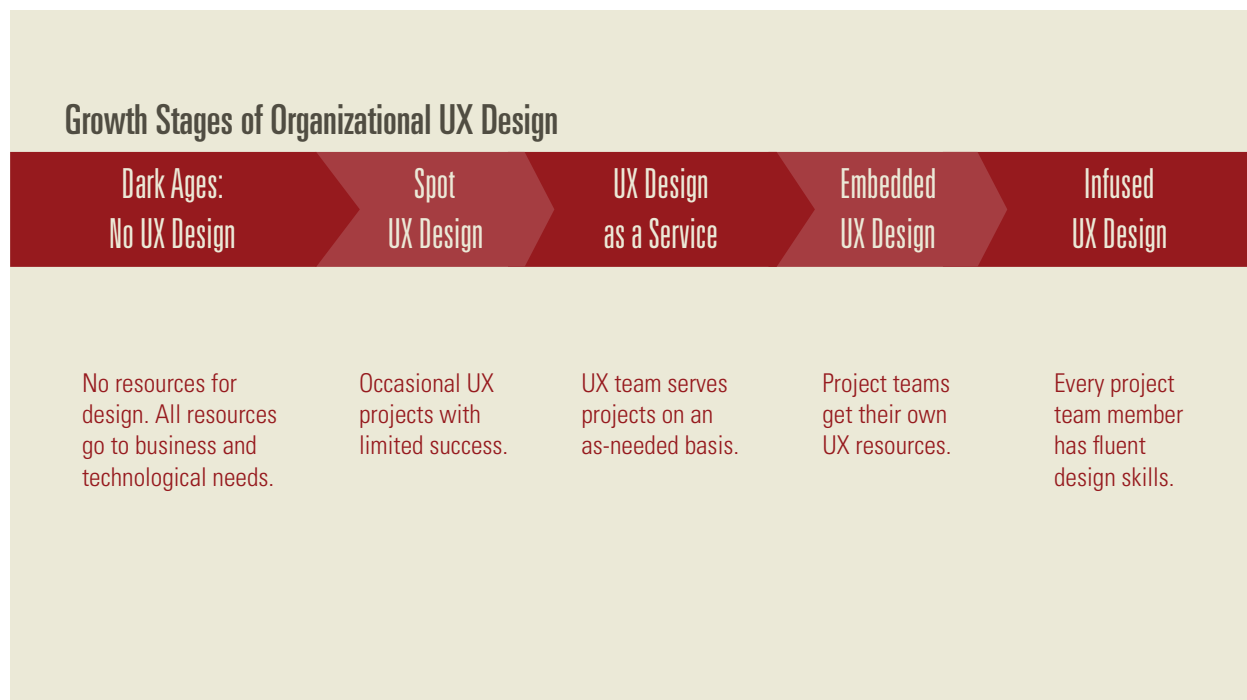 Growth Stages of Organizational UX Design
Dark Ages:
No UX Design
Spot
UX Design
UX Design
as a Service
Embedded
UX Design
Infused
UX Design
No resources for
design. All resources
go to business and
technological needs.
Occasional UX
projects with
limited success.
UX team serves
projects on an
as-needed basis.
Project teams
get their own
UX resources.
Every project
team member
has fluent
design skills.